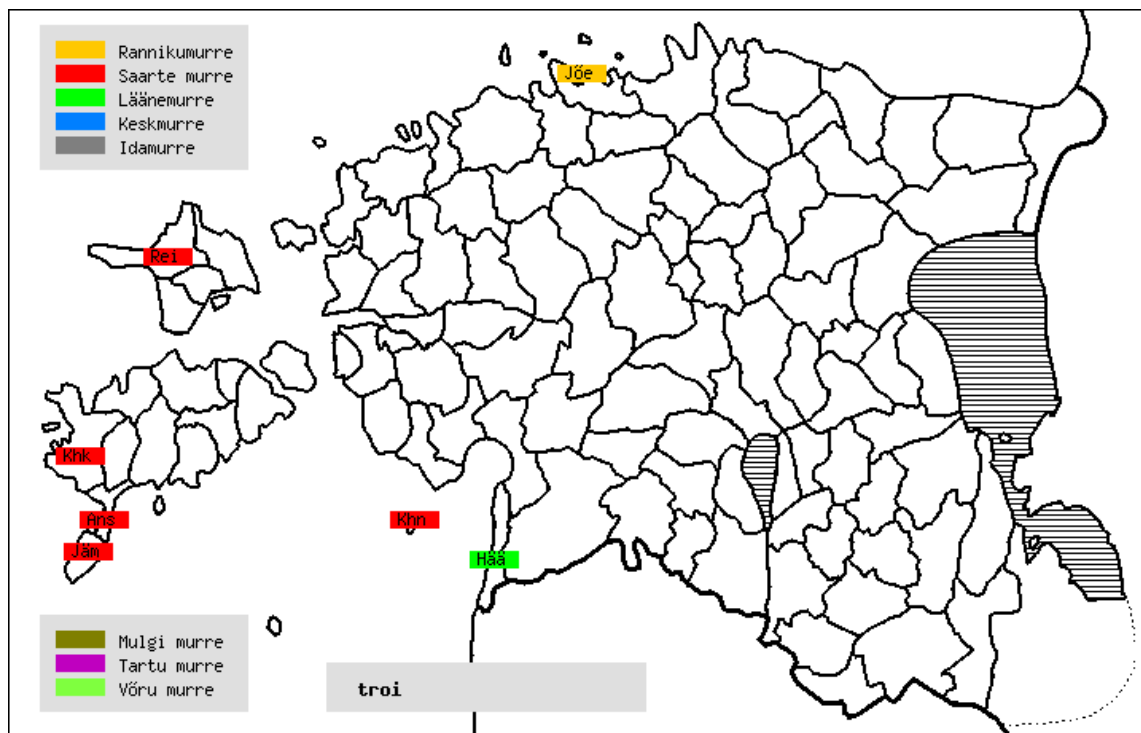 Rannikumurre
Saarte murre
Läänemurre
Keskmurre
Idamurre
Jõe
Rei
Khk
Ans
Khn
Jäm
Hää
Mulgi murre
Tartu murre
Võru murre
troi